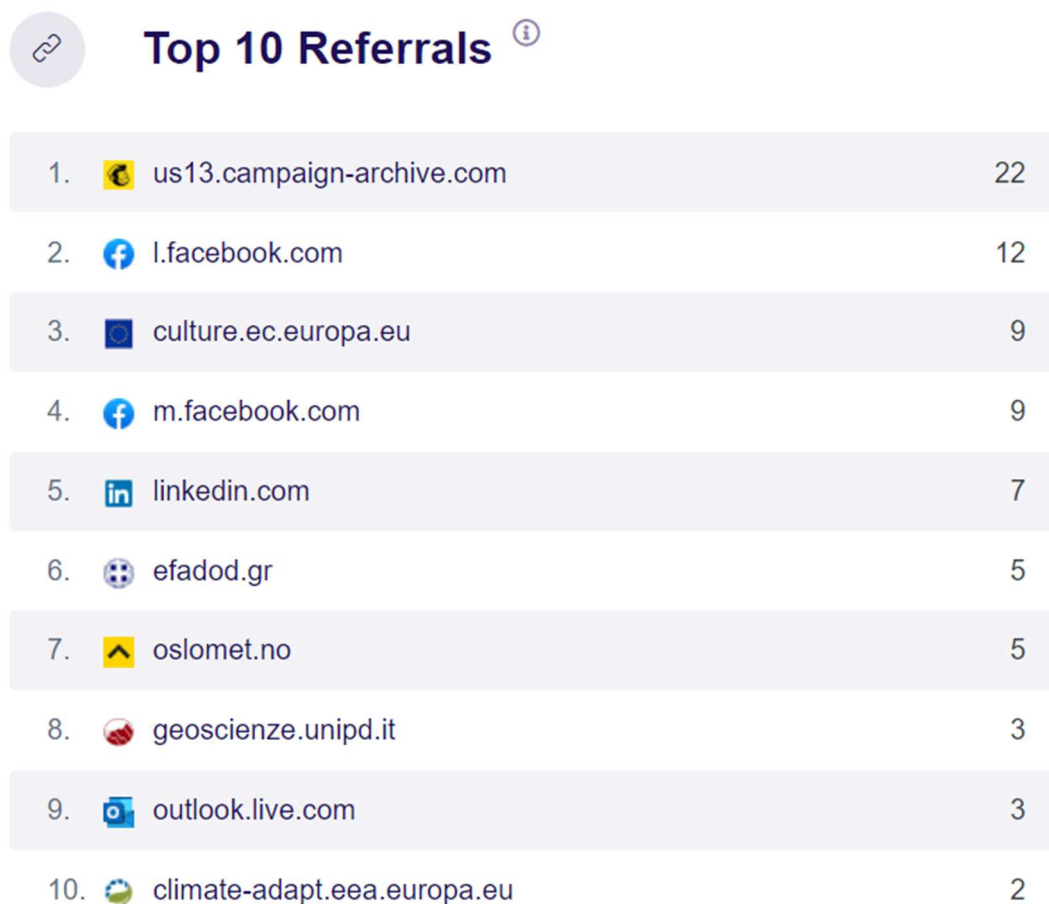 Top 10 Referrals
1. us13.campaign-archive.com 22
2. l.facebook.com 12
3. culture.ec.europa.eu 9
4. m.facebook.com 9
5. linkedin.com 7
6. efadod.gr 5
7. oslomet.no 5
8. geoscienze.unipd.it 3
9. outlook.live.com 3
10. climate-adapt.eea.europa.eu 2